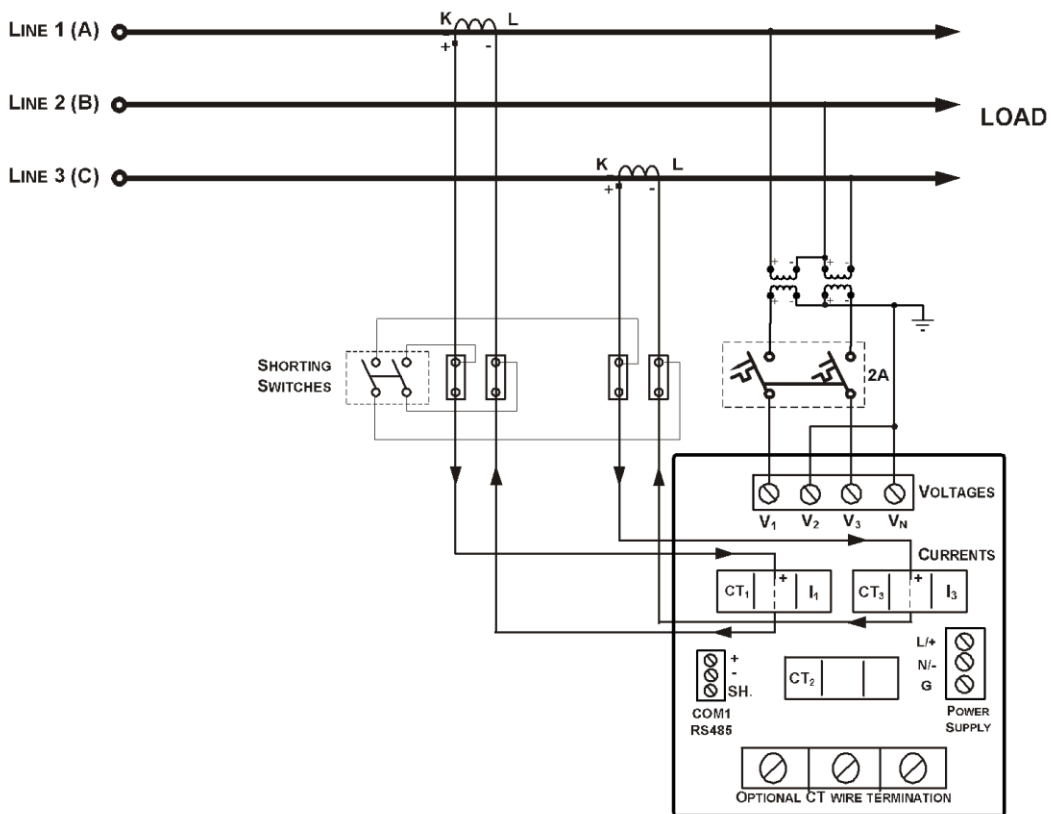 K L
LINE 1 (A)
+ -
LINE 2 (B)
LOAD
K L
LINE 3 (C)
+ -
+ - + -
+ - + -
SHORTING
SWITCHES
2A
VOLTAGES
V1 V2 V3 VN
CURRENTS
CT1 + I1
CT3 + I3
L/+
N/-
G
POWER
SUPPLY
+
-
SH.
COM1
RS485
CT2
OPTIONAL CT WIRE TERMINATION